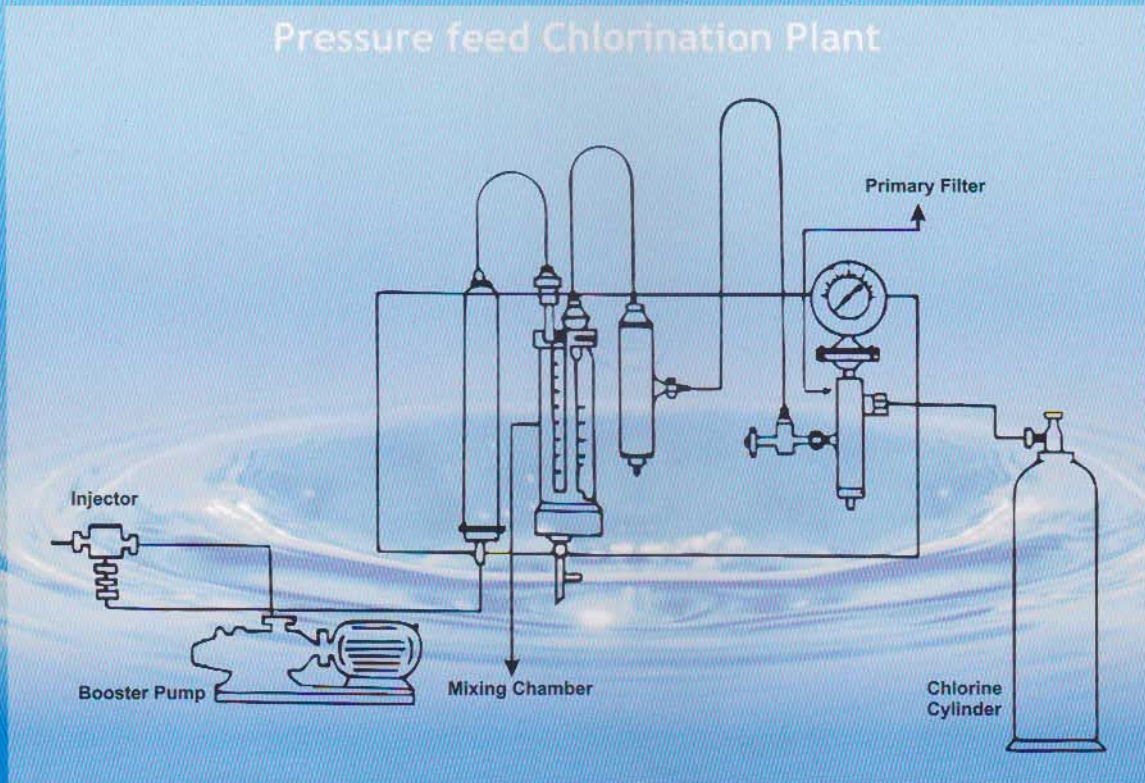 Pressure feed Chlorination Plant
Primary Filter
Injector
Booster Pump
Mixing Chamber
Chlorine
Cylinder